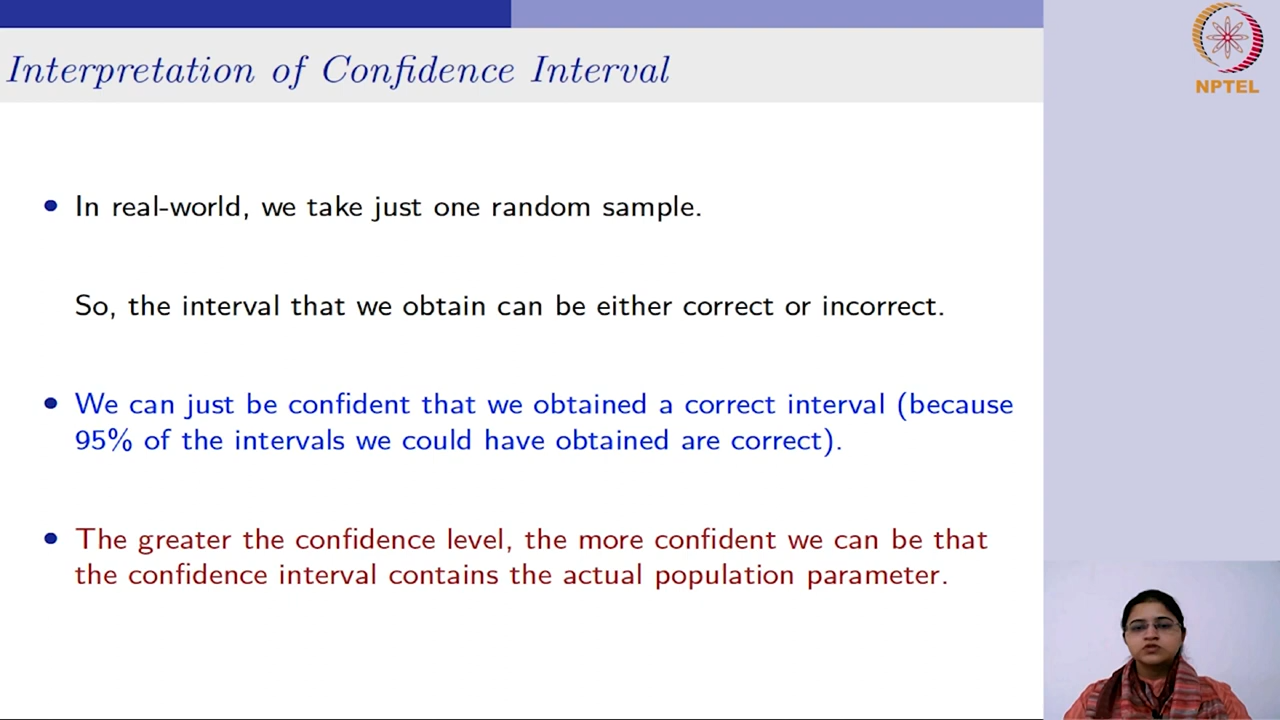 Interpretation of Confidence Interval
NPTEL
• In real-world, we take just one random sample.
So, the interval that we obtain can be either correct or incorrect.
• We can just be confident that we obtained a correct interval (because
95% of the intervals we could have obtained are correct).
• The greater the confidence level, the more confident we can be that
the confidence interval contains the actual population parameter.